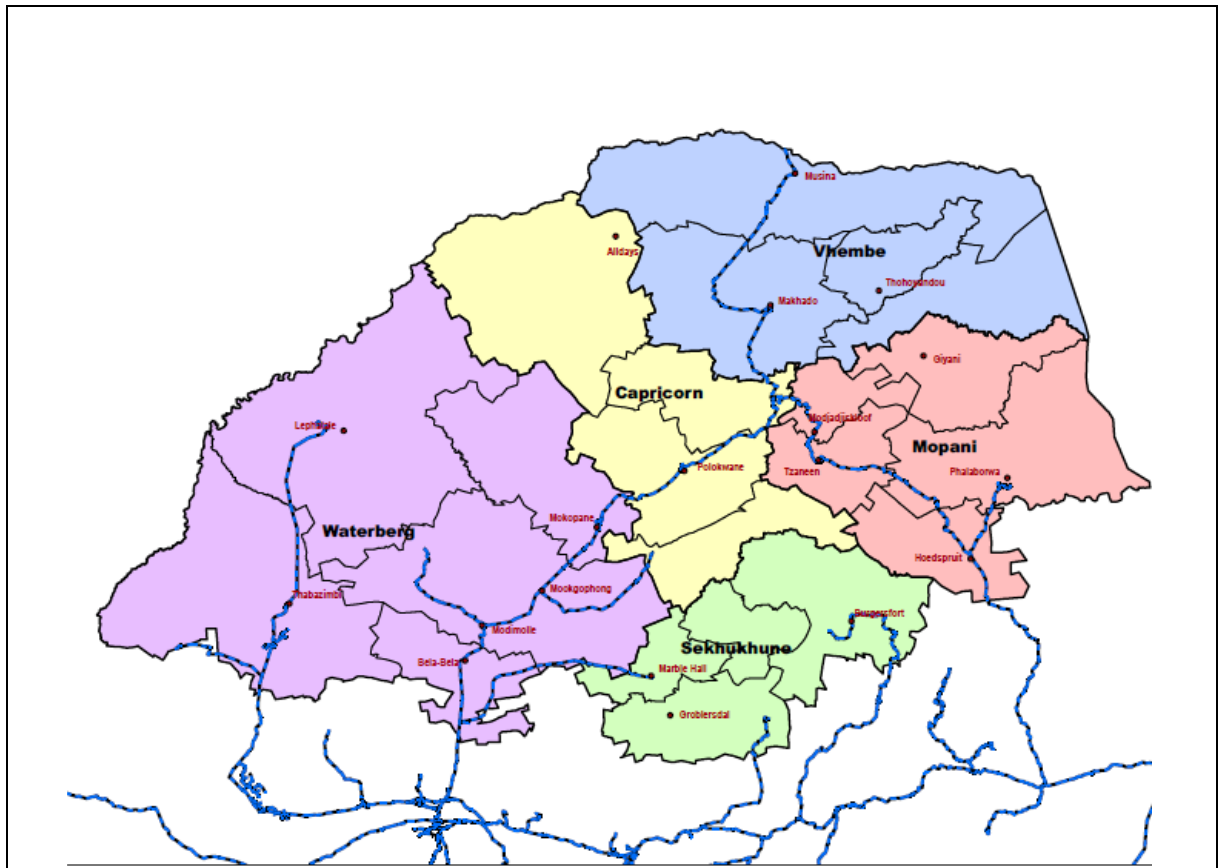 Musina
Alldays
Vhembe
Thohoyandou
Makhado
Giyani
Capricorn
Modjadjiskloof
Lephalale
Mopani
Polokwane
Tzaneen
Phalaborwa
Mokopane
Waterberg
Hoedspruit
Mookgophong
Thabazimbi
Burgersfort
Modimolle
Sekhukhune
Bela-Bela
Marble Hall
Groblersdal